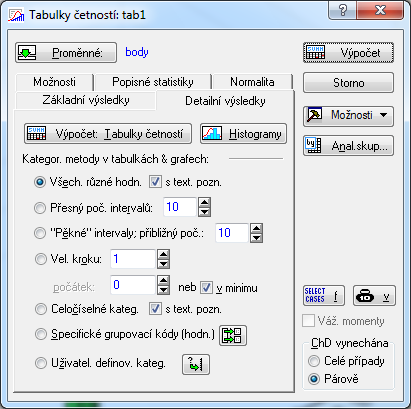 Tabulky četností: tab1
Proměnné:
body
Výpočet
Možnosti
Popisné statistiky
Normalita
Storno
Základní výsledky
Detailní výsledky
Možnosti
Výpočet: Tabulky četností
Histogramy
Anal.skup...
Kategor. metody v tabulkách & grafech:
Všech. různé hodn.
s text. pozn.
Přesný poč. intervalů:
10
"Pěkné" intervaly; přibližný poč.:
10
Vel. kroku:
1
počátek:
0
neb
v minimu
SELECT CASES
f
v
Celočíselné kateg.
s text. pozn.
Váž. momenty
Specifické grupovací kódy (hodn.)
ChD vynechána
Celé případy
Uživatel. definov. kateg.
Párově